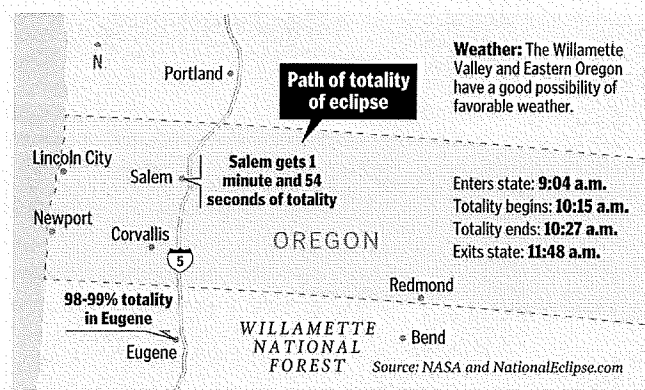 N
Portland
Path of totality
of eclipse
Weather: The Willamette
Valley and Eastern Oregon
have a good possibility of
favorable weather.
Lincoln City
Salem
Salem gets 1
minute and 54
seconds of totality
Enters state: 9:04 a.m.
Totality begins: 10:15 a.m.
Totality ends: 10:27 a.m.
Exits state: 11:48 a.m.
Newport
Corvallis
OREGON
5
Redmond
98-99% totality
in Eugene
Eugene
WILLAMETTE
NATIONAL
FOREST
Bend
Source: NASA and NationalEclipse.com